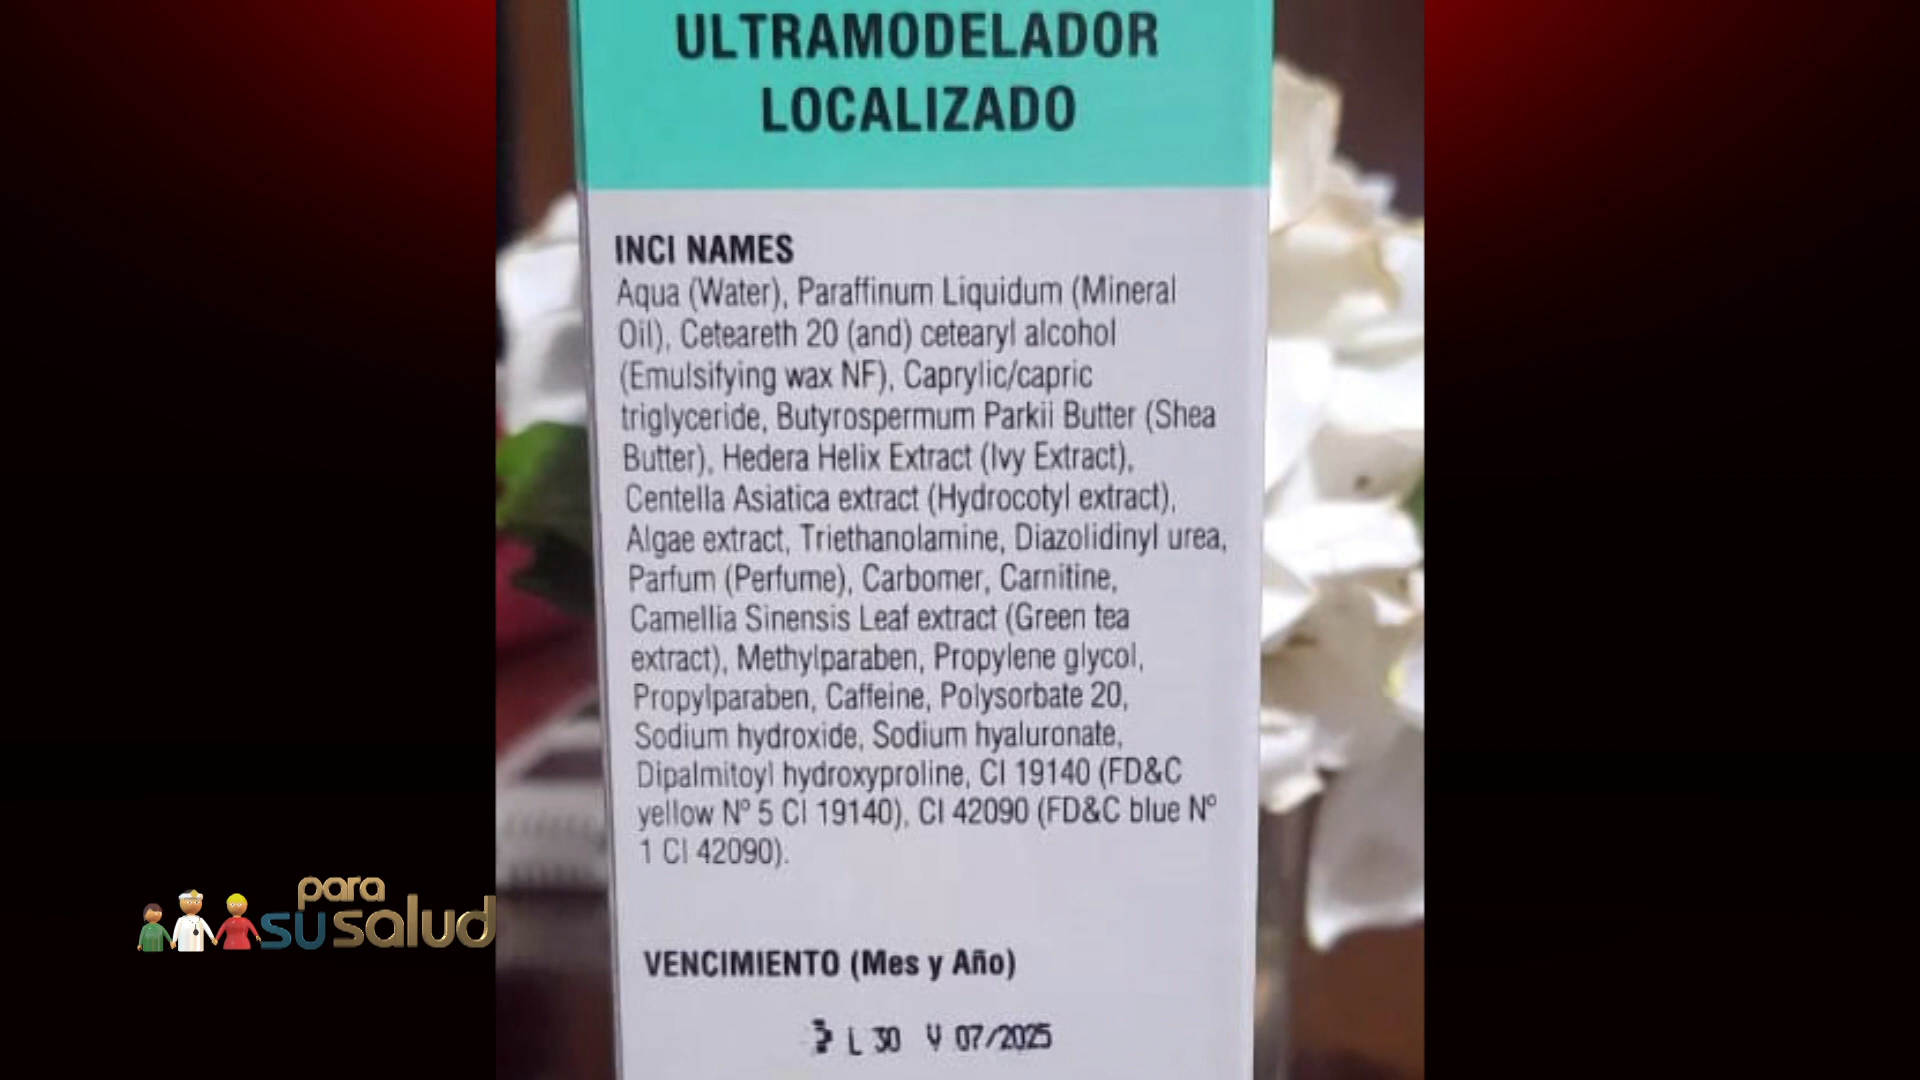 ULTRAMODELADOR
LOCALIZADO
INCI NAMES
Aqua (Water), Paraffinum Liquidum (Mineral
Oil), Ceteareth 20 (and) cetearyl alcohol
(Emulsifying wax NF), Caprylic/capric
triglyceride, Butyrospermum Parkii Butter (Shea
Butter), Hedera Helix Extract (Ivy Extract),
Centella Asiatica extract (Hydrocotyl extract),
Algae extract, Triethanolamine, Diazolidinyl urea,
Parfum (Perfume), Carbomer, Carnitine,
Camellia Sinensis Leaf extract (Green tea
extract), Methylparaben, Propylene glycol,
Propylparaben, Caffeine, Polysorbate 20,
Sodium hydroxide, Sodium hyaluronate,
Dipalmitoyl hydroxyproline, CI 19140 (FD&C
yellow Nº 5 CI 19140), CI 42090 (FD&C blue Nº
1 CI 42090).
VENCIMIENTO (Mes y Año)
L 30 V 07/2025
para
su salud